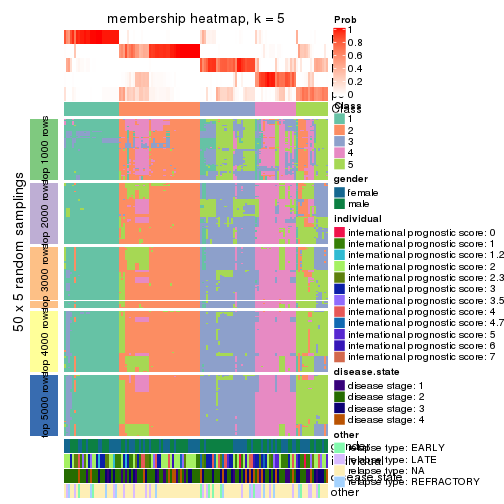 membership heatmap, k = 5
Prob
1
0.8
0.6
0.4
0.2
0
Class
Class
1
2
3
4
5
gender
female
male
individual
international prognostic score: 0
international prognostic score: 1
international prognostic score: 1.2
international prognostic score: 2
international prognostic score: 2.3
international prognostic score: 3
international prognostic score: 3.5
international prognostic score: 4
international prognostic score: 4.7
international prognostic score: 5
international prognostic score: 6
international prognostic score: 7
disease.state
disease stage: 1
disease stage: 2
disease stage: 3
disease stage: 4
other
relapse type: EARLY
relapse type: LATE
relapse type: NA
relapse type: REFRACTORY
gender
individual
disease.state
other
50 x 5 random samplings
top 1000 rows
top 2000 rows
top 3000 rows
top 4000 rows
top 5000 rows